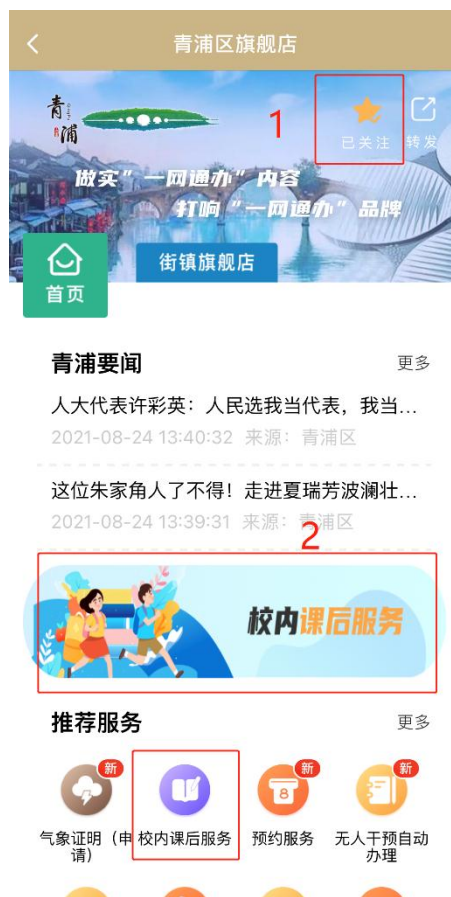 青浦区旗舰店
青浦
1
已关注 转发
做实"一网通办"内容
打响"一网通办"品牌
街镇旗舰店
首页
青浦要闻 更多
人大代表许彩英：人民选我当代表，我当...
2021-08-24 13:40:32 来源：青浦区
这位朱家角人了不得！走进夏瑞芳波澜壮...
2021-08-24 13:39:31 来源：青浦区
2
校内课后服务
推荐服务 更多
新 新 新
8
气象证明（申请） 校内课后服务 预约服务 无人干预自动办理